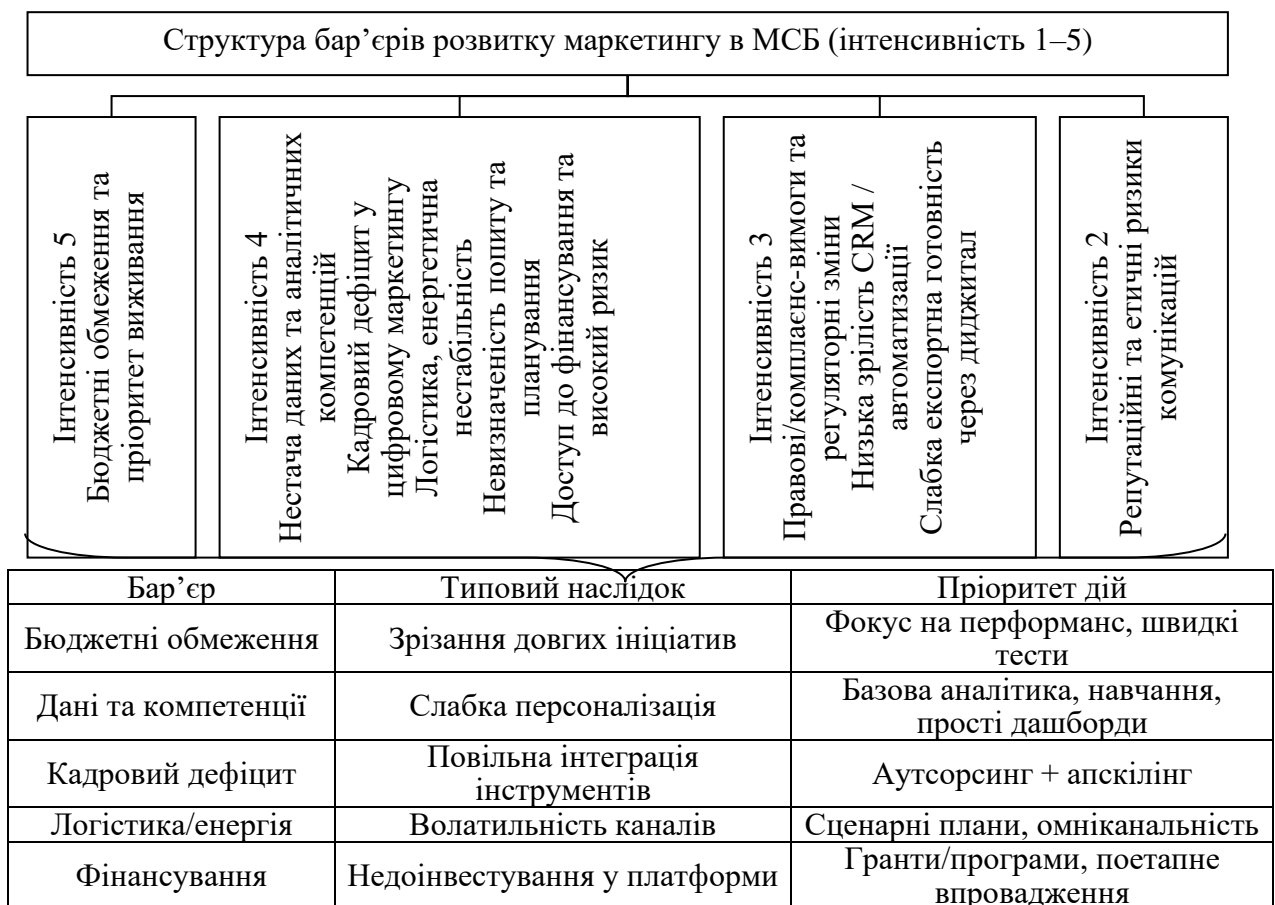 Структура бар’єрів розвитку маркетингу в МСБ (інтенсивність 1–5)
Інтенсивність 5
Бюджетні обмеження та
пріоритет виживання
Інтенсивність 4
Нестача даних та аналітичних
компетенцій
Кадровий дефіцит у
цифровому маркетингу
Логістика, енергетична
нестабільність
Невизначеність попиту та
планування
Доступ до фінансування та
високий ризик
Інтенсивність 3
Правові/комплаєнс-вимоги та
регуляторні зміни
Низька зрілість CRM /
автоматизації
Слабка експортна готовність
через диджитал
Інтенсивність 2
Репутаційні та етичні ризики
комунікацій
Бар’єр
Типовий наслідок
Пріоритет дій
Бюджетні обмеження
Зрізання довгих ініціатив
Фокус на перформанс, швидкі
тести
Дані та компетенції
Слабка персоналізація
Базова аналітика, навчання,
прості дашборди
Кадровий дефіцит
Повільна інтеграція
інструментів
Аутсорсинг + апскілінг
Логістика/енергія
Волатильність каналів
Сценарні плани, омніканальність
Фінансування
Недоінвестування у платформи
Гранти/програми, поетапне
впровадження